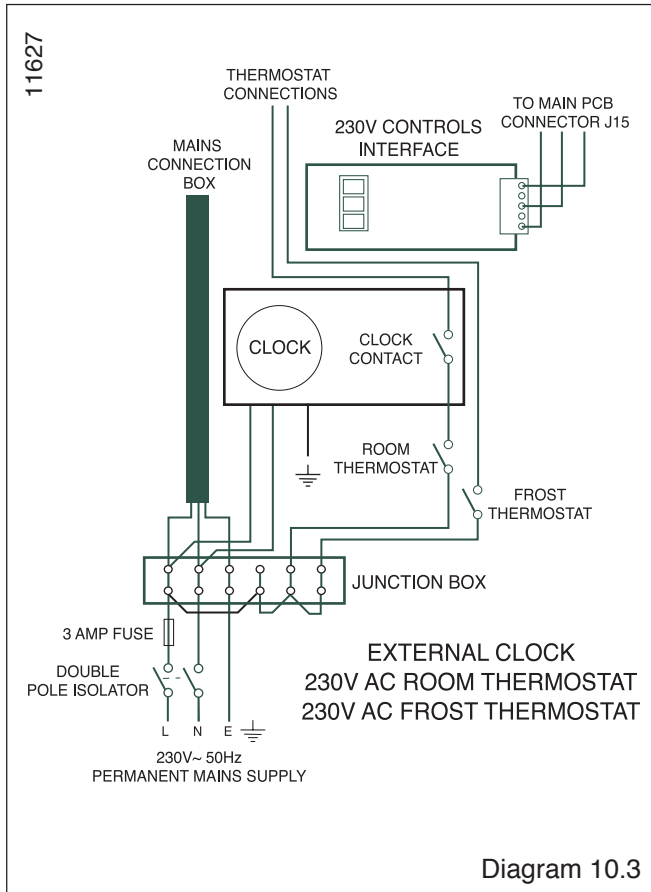 11627
THERMOSTAT
CONNECTIONS
TO MAIN PCB
CONNECTOR J15
230V CONTROLS
INTERFACE
MAINS
CONNECTION
BOX
CLOCK
CLOCK
CONTACT
ROOM
THERMOSTAT
FROST
THERMOSTAT
JUNCTION BOX
3 AMP FUSE
DOUBLE
POLE ISOLATOR
L N E
230V~ 50Hz
PERMANENT MAINS SUPPLY
EXTERNAL CLOCK
230V AC ROOM THERMOSTAT
230V AC FROST THERMOSTAT
Diagram 10.3